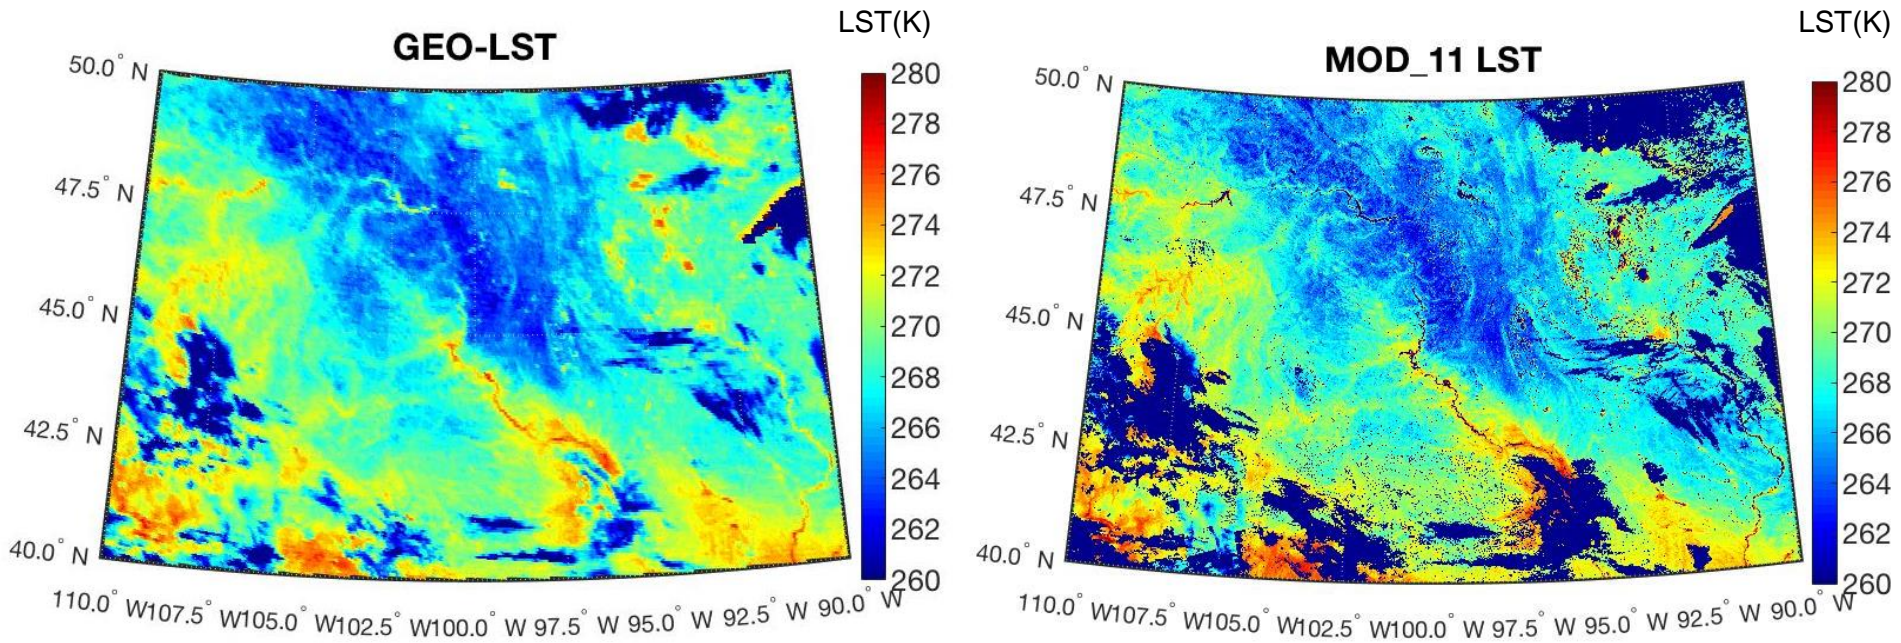 GEO-LST
LST(K)
50.0° N
47.5° N
45.0° N
42.5° N
40.0° N
110.0° W107.5° W105.0° W102.5° W100.0° W 97.5° W 95.0° W 92.5° W 90.0° W
280
278
276
274
272
270
268
266
264
262
260
MOD_11 LST
LST(K)
50.0° N
47.5° N
45.0° N
42.5° N
40.0° N
110.0° W107.5° W105.0° W102.5° W100.0° W 97.5° W 95.0° W 92.5° W 90.0° W
280
278
276
274
272
270
268
266
264
262
260